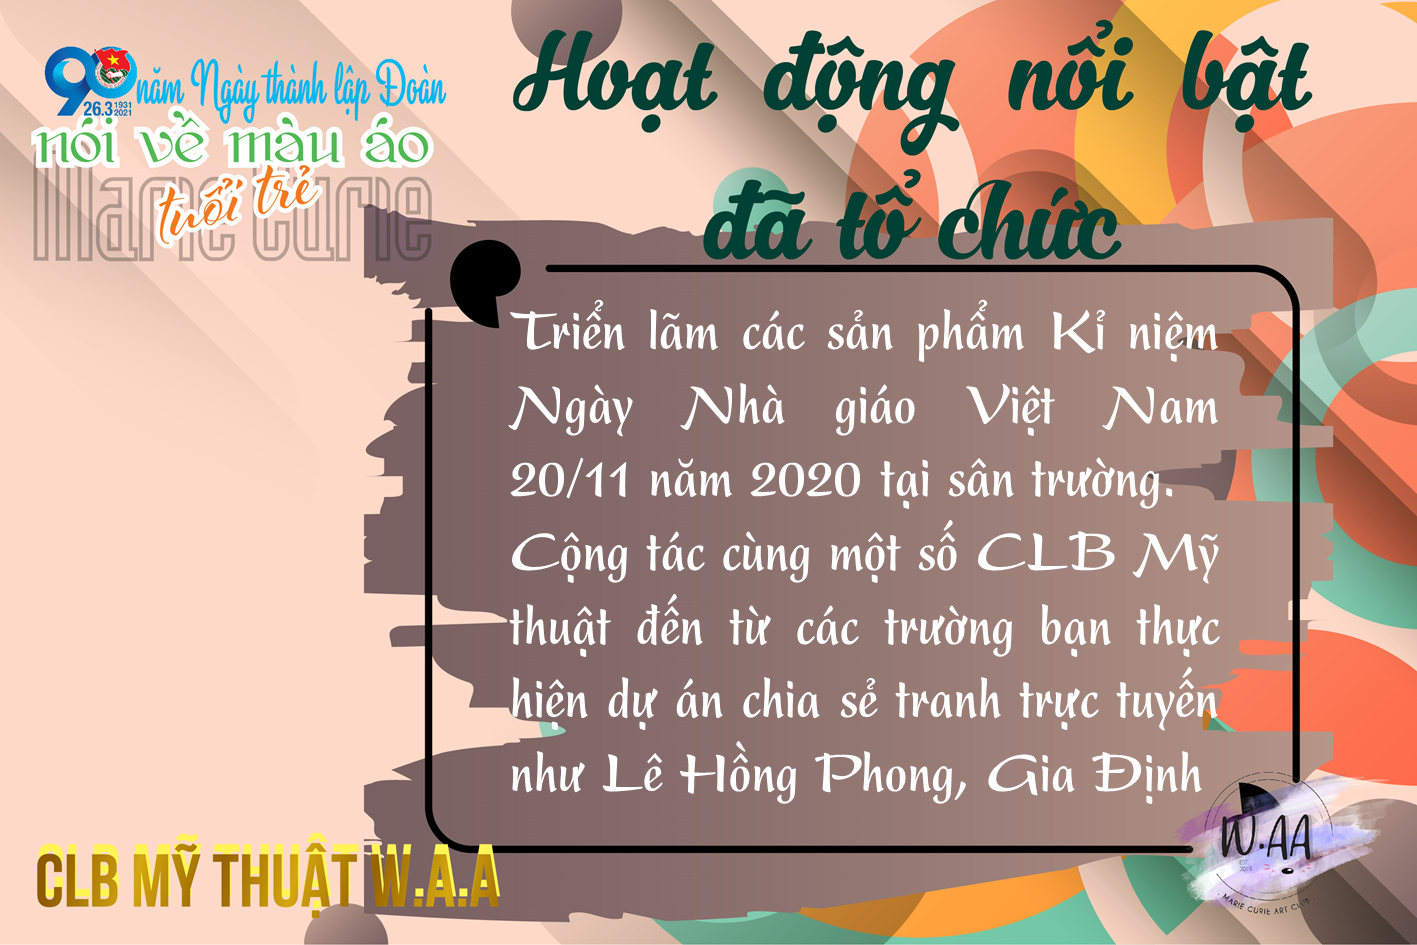 90 năm Ngày thành lập Đoàn
26.3 1931 2021
nói về màu áo
Marie Curie
tuổi trẻ
Hoạt động nổi bật
đã tổ chức
Triển lãm các sản phẩm Kỉ niệm
Ngày Nhà giáo Việt Nam
20/11 năm 2020 tại sân trường.
Cộng tác cùng một số CLB Mỹ
thuật đến từ các trường bạn thực
hiện dự án chia sẻ tranh trực tuyến
như Lê Hồng Phong, Gia Định
CLB MỸ THUẬT W.A.A
W.AA
EST
2019
MARIE CURIE ART CLUB